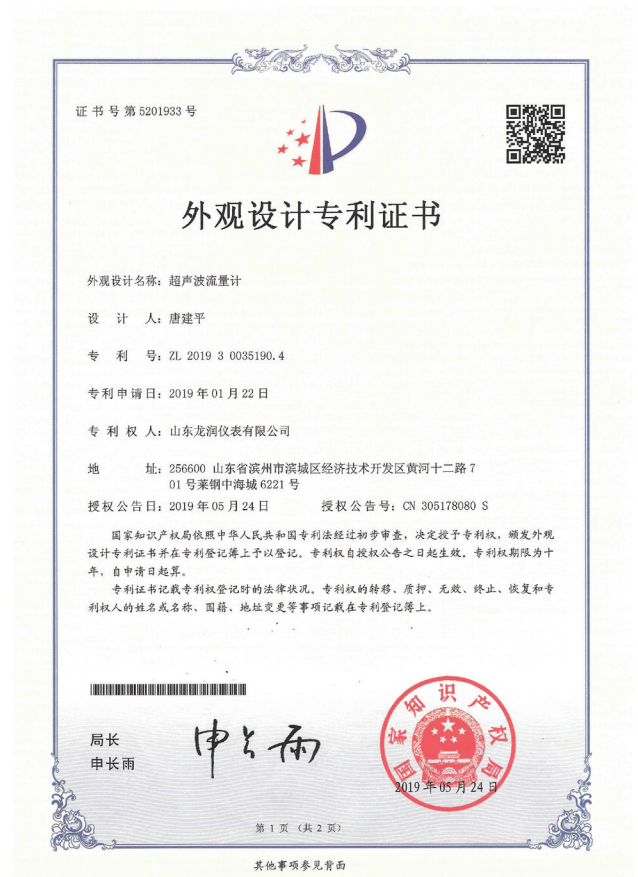 证书号第5201933号
外观设计专利证书
外观设计名称：超声波流量计
设 计 人：唐建平
专 利 号：ZL 2019 3 0035190.4
专利申请日：2019年01月22日
专 利 权 人：山东龙润仪表有限公司
地 址：256600 山东省滨州市滨城区经济技术开发区黄河十二路7
01号莱钢中海城6221号
授权公告日：2019年05月24日 授权公告号：CN 305178080 S
国家知识产权局依照中华人民共和国专利法经过初步审查，决定授予专利权，颁发外观
设计专利证书并在专利登记簿上予以登记。专利权自授权公告之日起生效。专利权期限为十
年，自申请日起算。
专利证书记载专利权登记时的法律状况。专利权的转移、质押、无效、终止、恢复和专
利权人的姓名或名称、国籍、地址变更等事项记载在专利登记簿上。
局长
申长雨
申长雨
国家知识产权局
2019年05月24日
第 1 页 （共 2 页）
其他事项参见背面